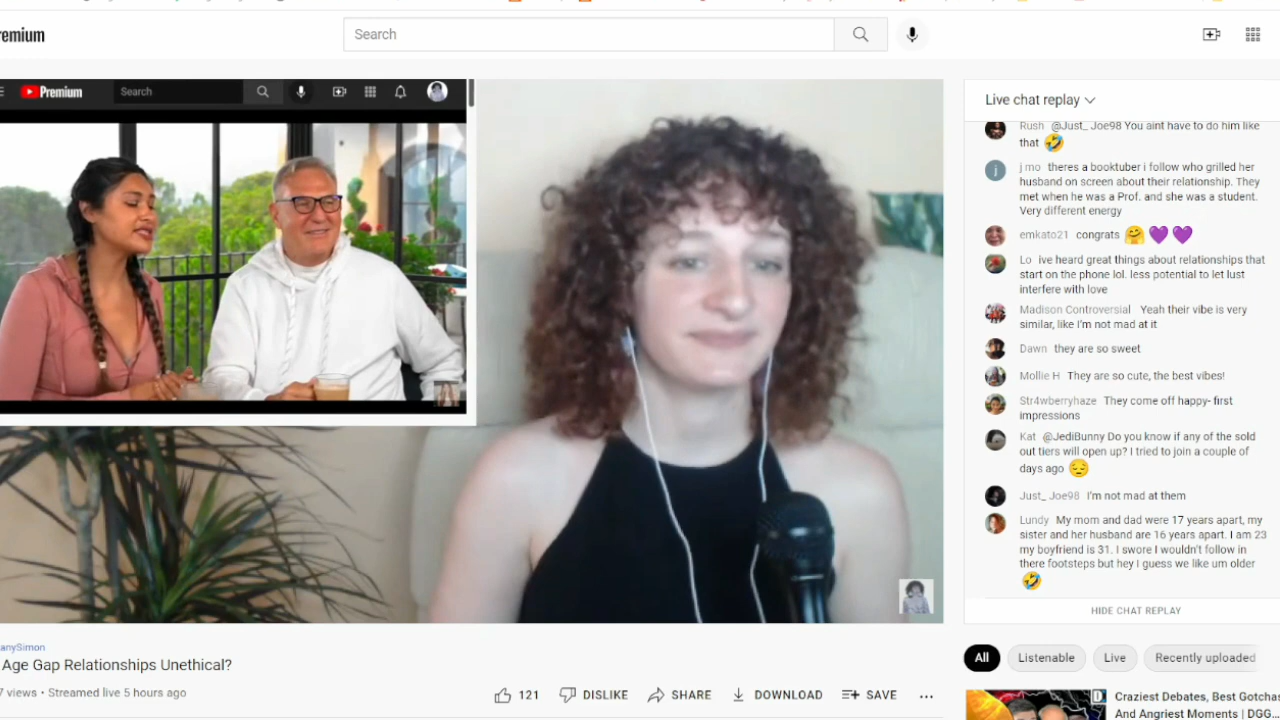 remium
Search
Premium
Search
Live chat replay
Rush @Just_ Joe98 You aint have to do him like
that 🤣
j
j mo theres a booktuber i follow who grilled her
husband on screen about their relationship. They
met when he was a Prof. and she was a student.
Very different energy
emkato21 congrats 🤗💜💜
Lo ive heard great things about relationships that
start on the phone lol. less potential to let lust
interfere with love
Madison Controversial Yeah their vibe is very
similar, like I'm not mad at it
Dawn they are so sweet
Mollie H They are so cute, the best vibes!
Str4wberryhaze They come off happy- first
impressions
Kat @JediBunny Do you know if any of the sold
out tiers will open up? I tried to join a couple of
days ago 😔
Just_ Joe98 I'm not mad at them
Lundy My mom and dad were 17 years apart, my
sister and her husband are 16 years apart. I am 23
my boyfriend is 31. I swore I wouldn't follow in
there footsteps but hey I guess we like um older
🤣
HIDE CHAT REPLAY
anySimon
Age Gap Relationships Unethical?
7 views • Streamed live 5 hours ago
121
DISLIKE
SHARE
DOWNLOAD
SAVE
All
Listenable
Live
Recently uploaded
D
Craziest Debates, Best Gotchas
And Angriest Moments | DGG...